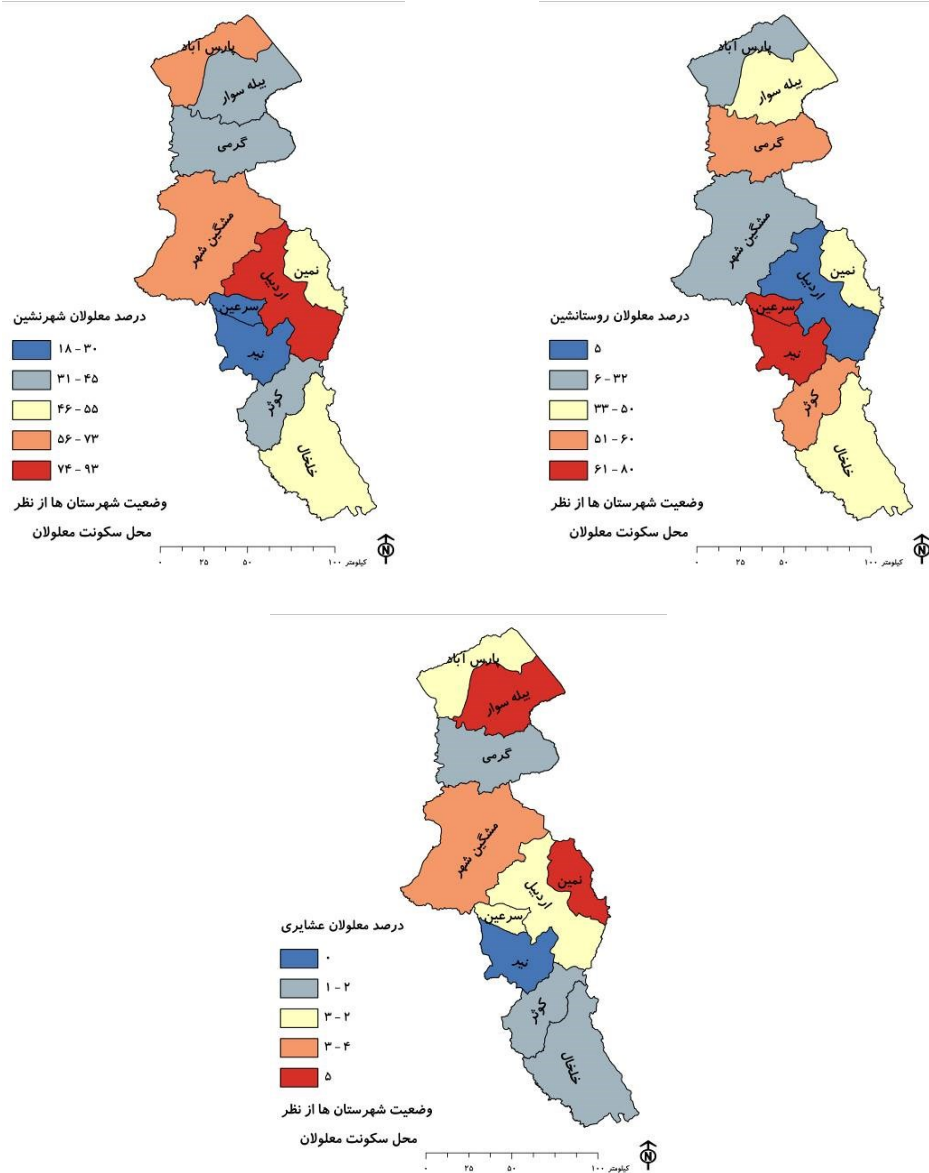 پارس آباد
بیله سوار
گرمی
مشگین شهر
نمین
اردبیل
سرعین
نیر
کوثر
خلخال
درصد معلولان شهرنشین
۱۸ - ۳۰
۳۱ - ۴۵
۴۶ - ۵۵
۵۶ - ۷۳
۷۴ - ۹۳
وضعیت شهرستان ها از نظر
محل سکونت معلولان
۰ ۲۵ ۵۰ ۱۰۰ کیلومتر
N
پارس آباد
بیله سوار
گرمی
مشگین شهر
نمین
اردبیل
سرعین
نیر
کوثر
خلخال
درصد معلولان روستانشین
۵
۶ - ۳۲
۳۳ - ۵۰
۵۱ - ۶۰
۶۱ - ۸۰
وضعیت شهرستان ها از نظر
محل سکونت معلولان
۰ ۲۵ ۵۰ ۱۰۰ کیلومتر
N
پارس آباد
بیله سوار
گرمی
مشگین شهر
نمین
اردبیل
سرعین
نیر
کوثر
خلخال
درصد معلولان عشایری
۰
۱ - ۲
۳ - ۲
۳ - ۴
۵
وضعیت شهرستان ها از نظر
محل سکونت معلولان
۰ ۲۵ ۵۰ ۱۰۰ کیلومتر
N